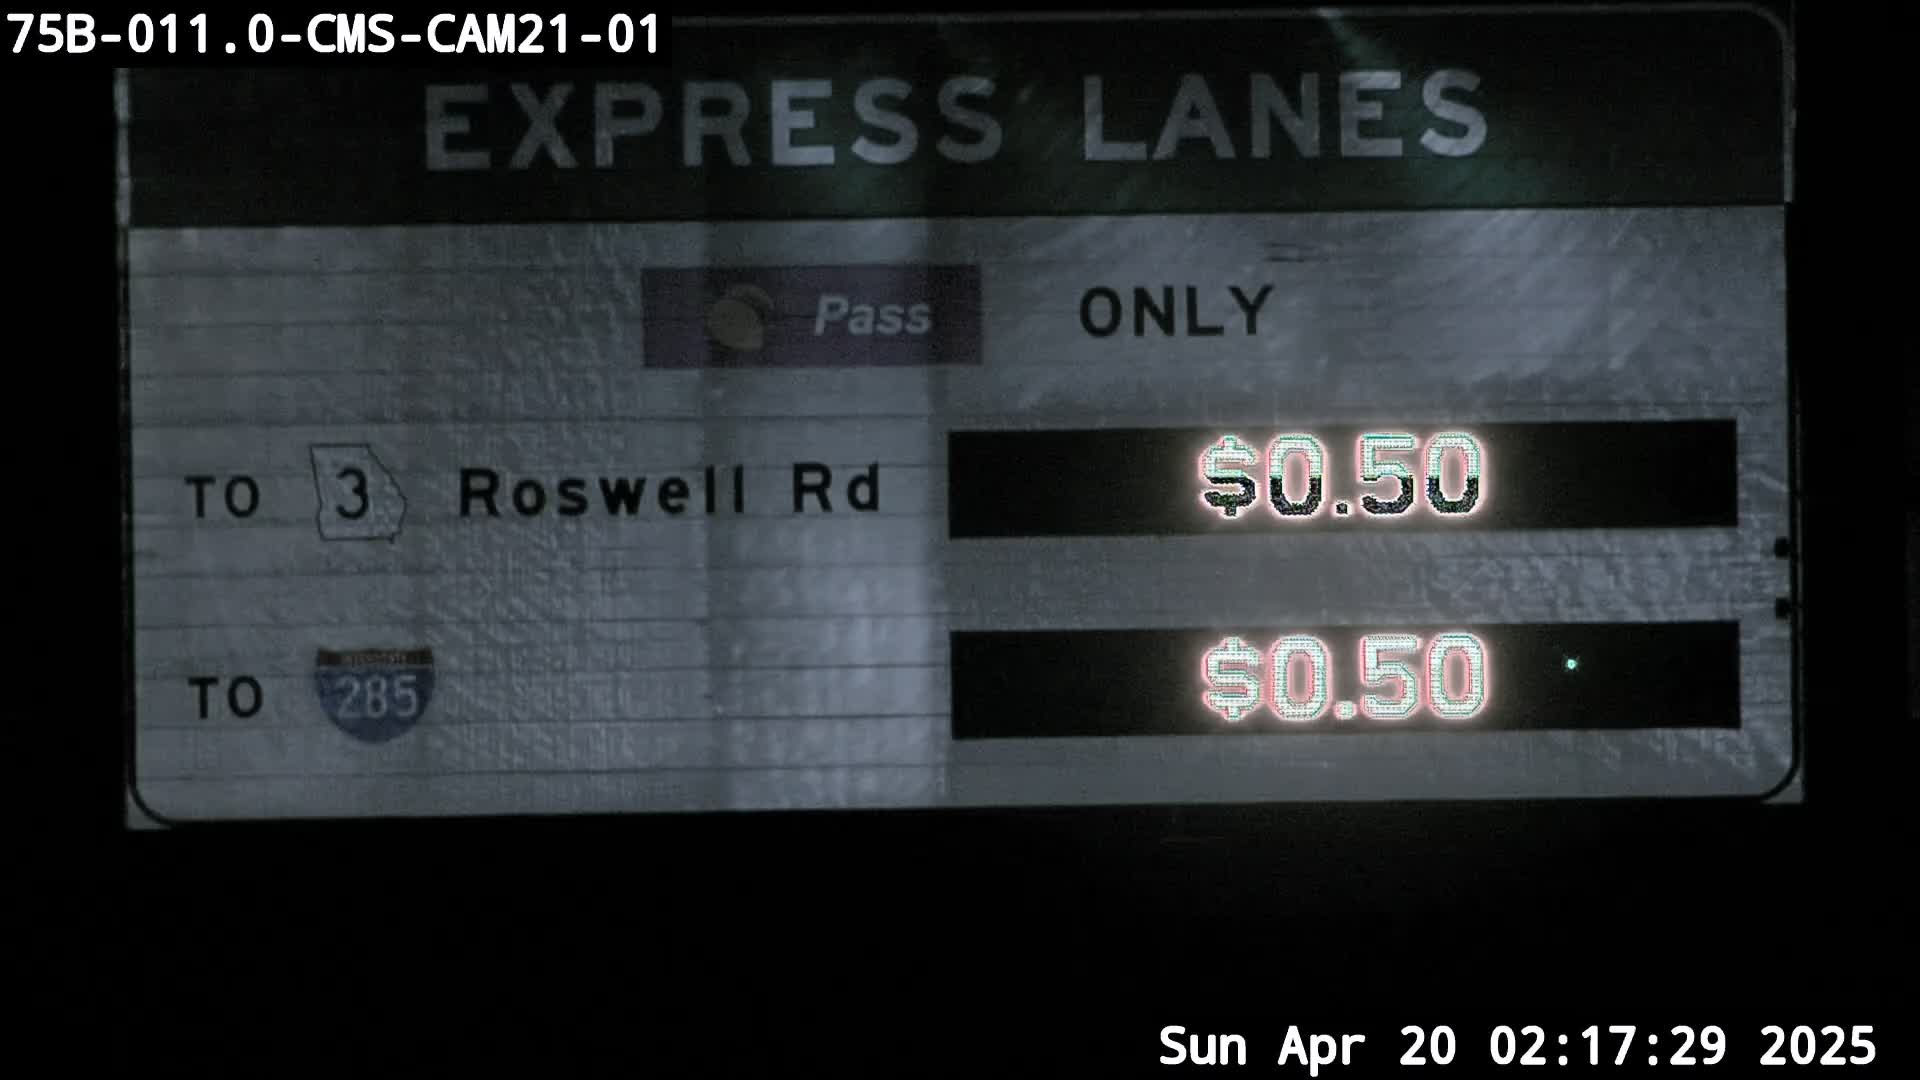 75B-011.0-CMS-CAM21-01
EXPRESS LANES
Pass ONLY
TO 3 Roswell Rd $0.50
TO 285 $0.50
Sun Apr 20 02:17:29 2025